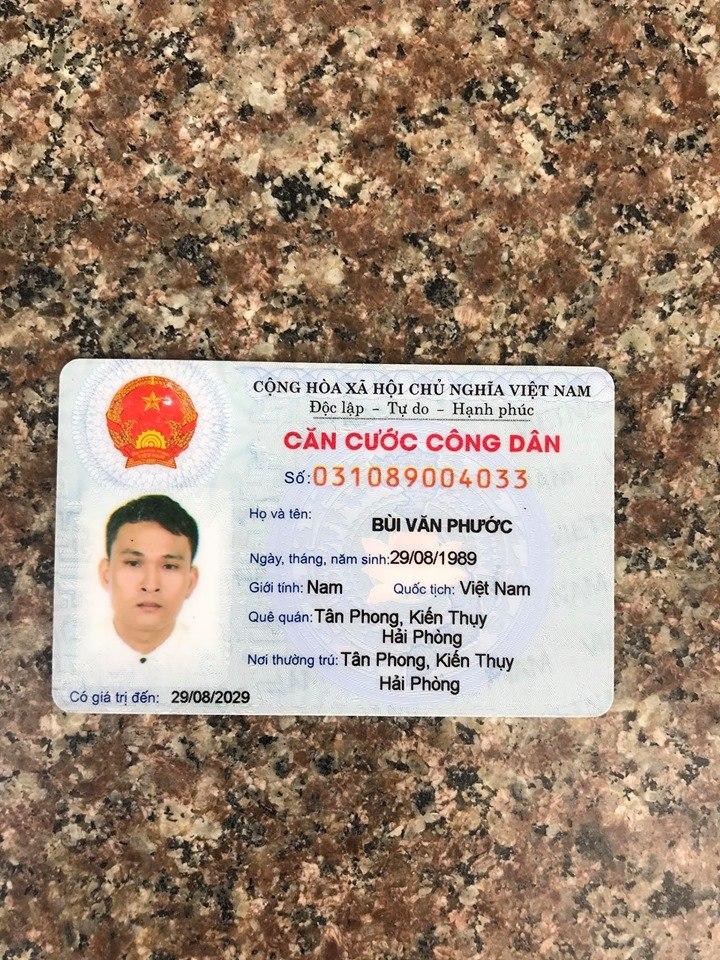 CỘNG HÒA XÃ HỘI CHỦ NGHĨA VIỆT NAM
Độc lập - Tự do - Hạnh phúc
CĂN CƯỚC CÔNG DÂN
Số: 031089004033
Họ và tên:
BÙI VĂN PHƯỚC
Ngày, tháng, năm sinh: 29/08/1989
Giới tính: Nam Quốc tịch: Việt Nam
Quê quán: Tân Phong, Kiến Thụy
Hải Phòng
Nơi thường trú: Tân Phong, Kiến Thụy
Hải Phòng
Có giá trị đến: 29/08/2029